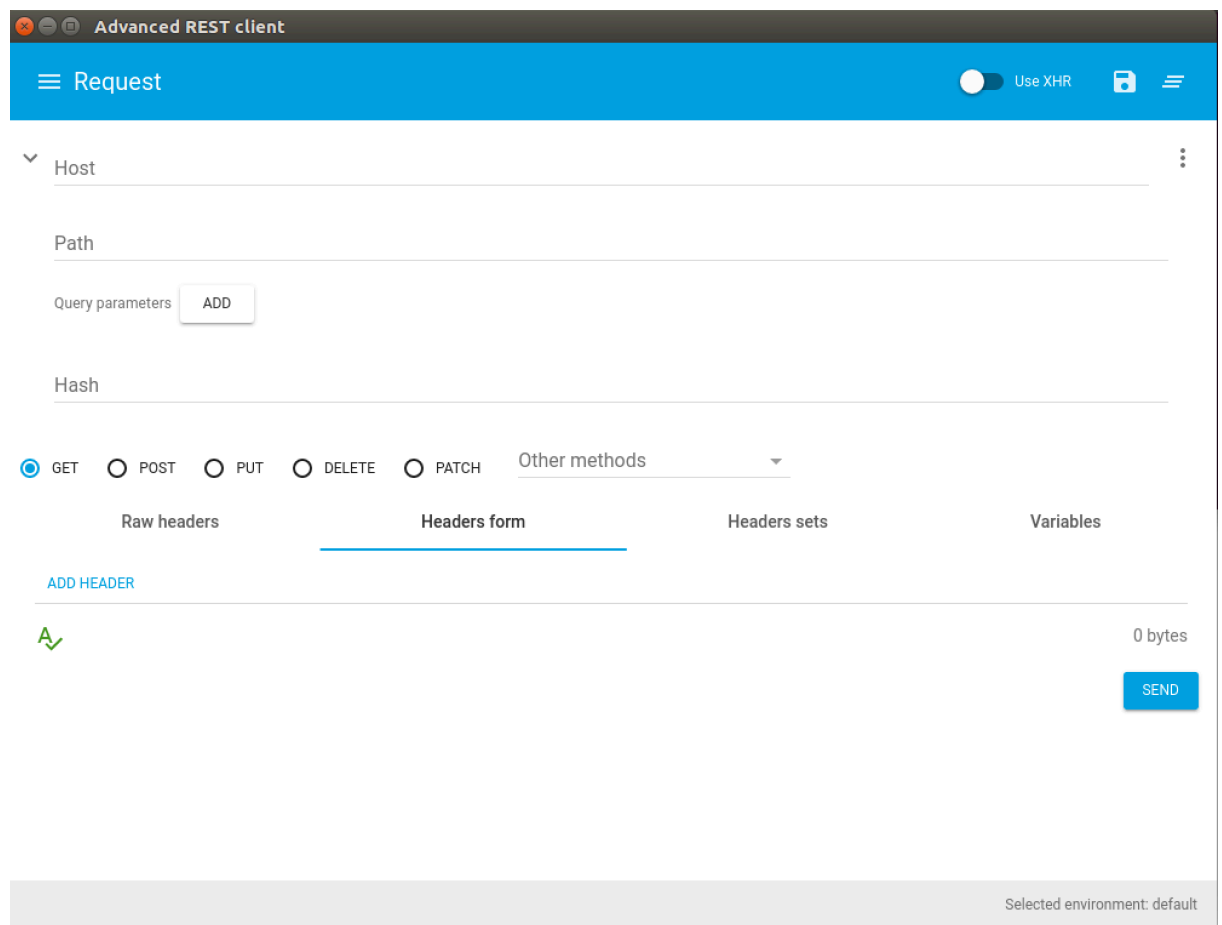 Advanced REST client
Request
Use XHR
Host
Path
Query parameters ADD
Hash
GET POST PUT DELETE PATCH Other methods
Raw headers Headers form Headers sets Variables
ADD HEADER
A
0 bytes
SEND
Selected environment: default